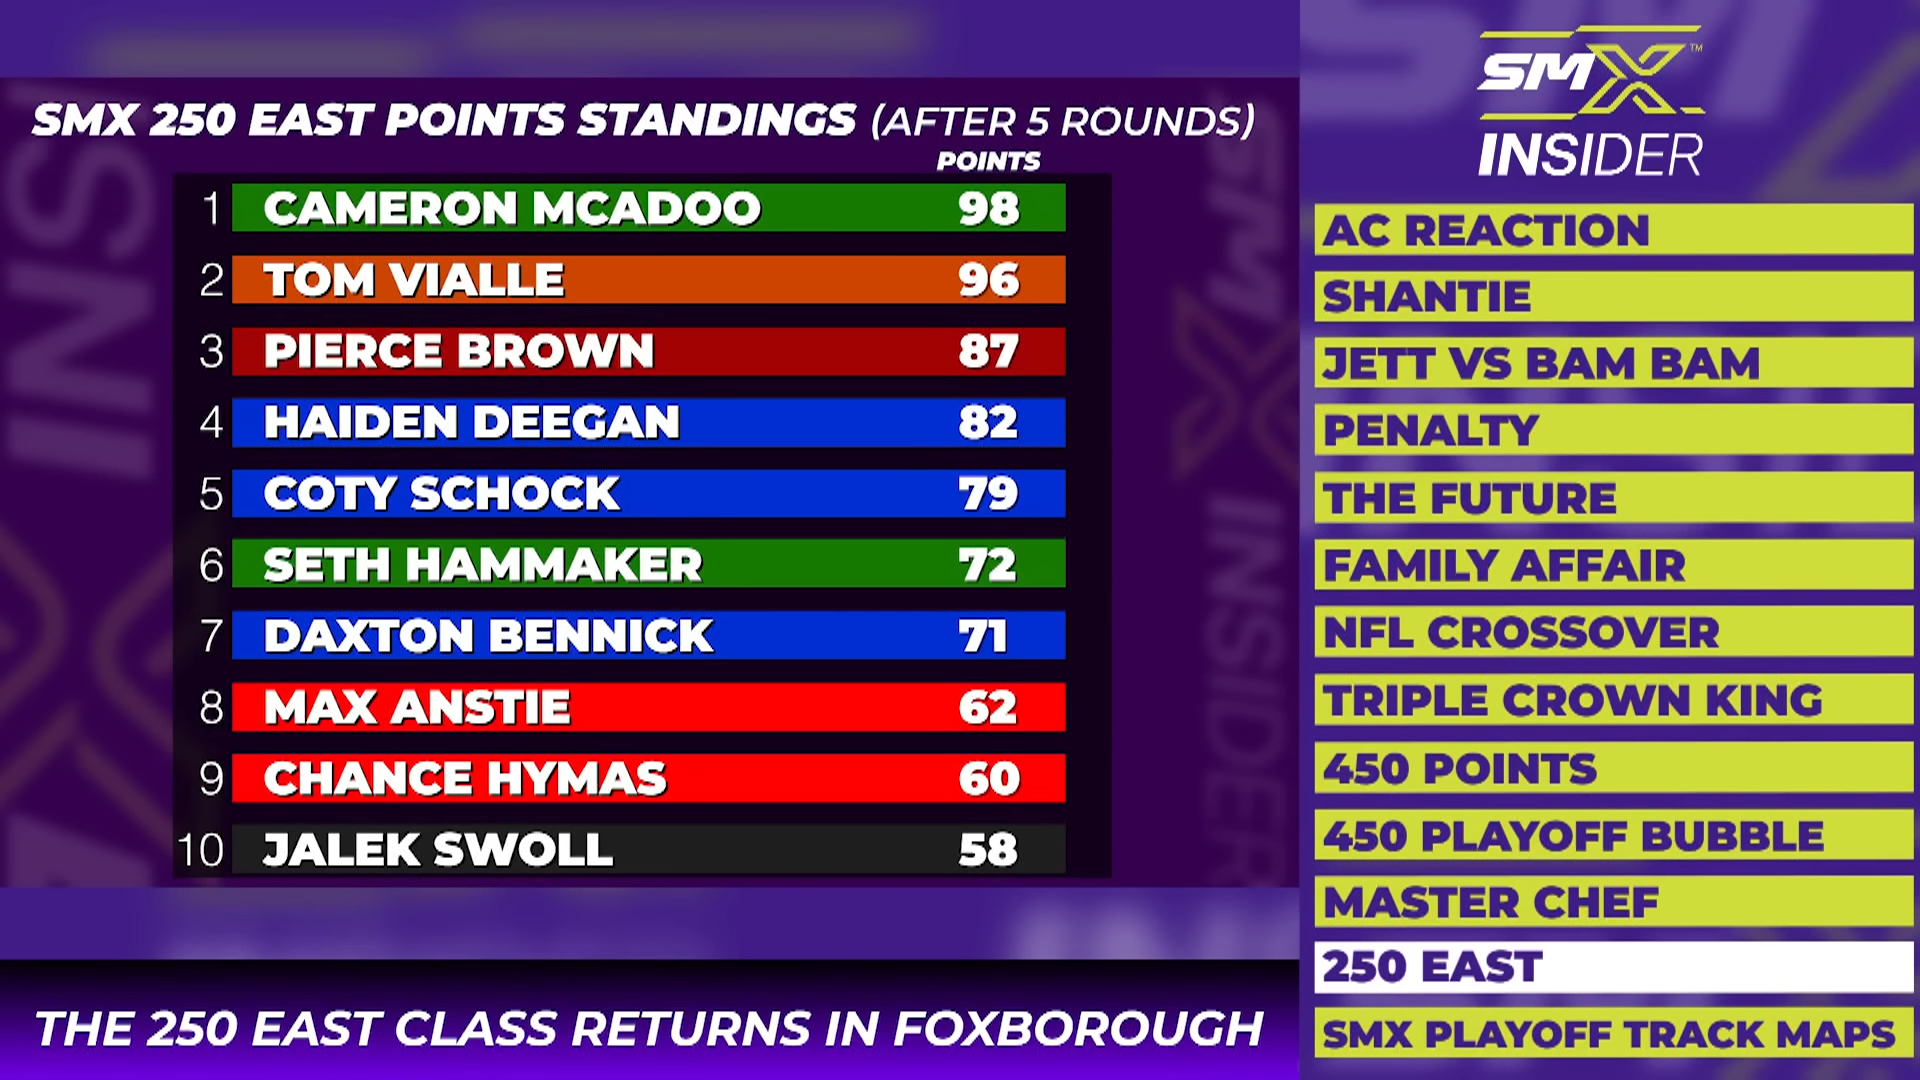 SMX 250 EAST POINTS STANDINGS (AFTER 5 ROUNDS)
POINTS
1 CAMERON MCADOO 98
2 TOM VIALLE 96
3 PIERCE BROWN 87
4 HAIDEN DEEGAN 82
5 COTY SCHOCK 79
6 SETH HAMMAKER 72
7 DAXTON BENNICK 71
8 MAX ANSTIE 62
9 CHANCE HYMAS 60
10 JALEK SWOLL 58
THE 250 EAST CLASS RETURNS IN FOXBOROUGH
SMX™
INSIDER
AC REACTION
SHANTIE
JETT VS BAM BAM
PENALTY
THE FUTURE
FAMILY AFFAIR
NFL CROSSOVER
TRIPLE CROWN KING
450 POINTS
450 PLAYOFF BUBBLE
MASTER CHEF
250 EAST
SMX PLAYOFF TRACK MAPS